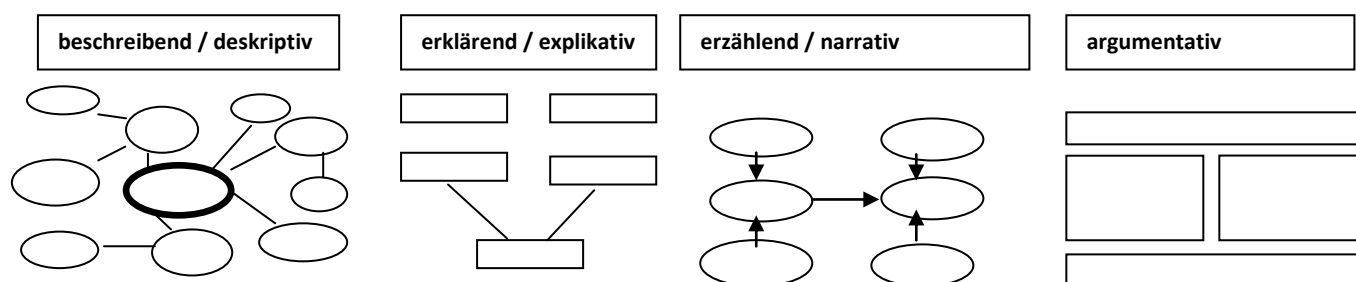 beschreibend / deskriptiv
erklärend / explikativ
erzählend / narrativ
argumentativ